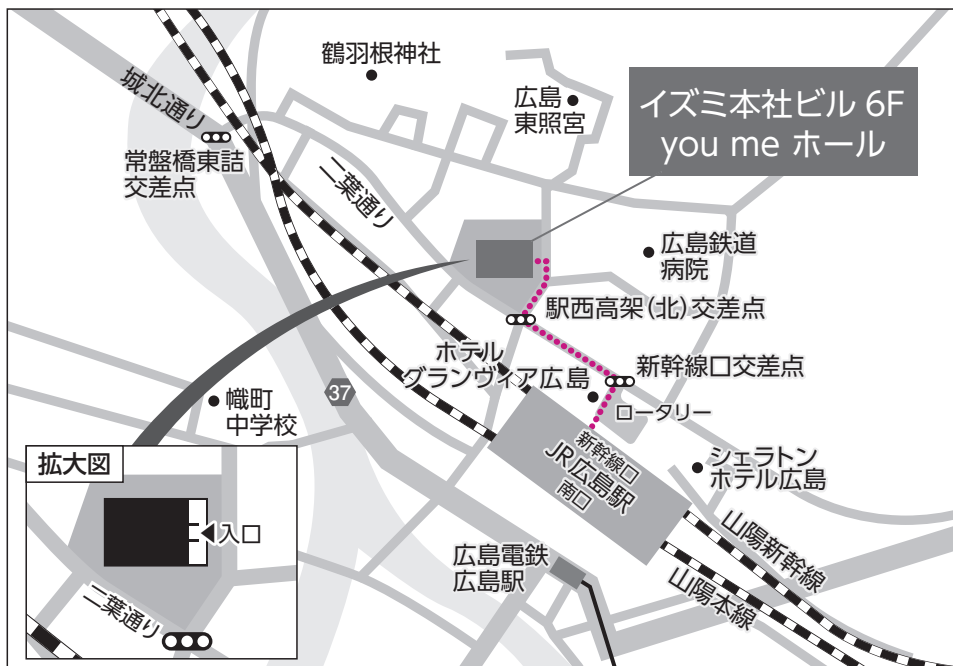 鶴羽根神社
広島
東照宮
イズミ本社ビル 6F
you me ホール
城北通り
常盤橋東詰
交差点
二葉通り
広島鉄道
病院
駅西高架(北)交差点
ホテル
グランヴィア広島
新幹線口交差点
37
幟町
中学校
ロータリー
新幹線口
JR広島駅
南口
シェラトン
ホテル広島
拡大図
入口
二葉通り
広島電鉄
広島駅
山陽新幹線
山陽本線